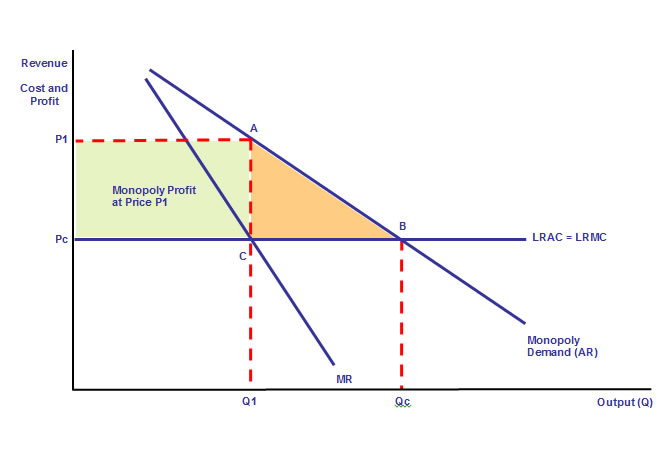 Revenue
Cost and
Profit
P1
A
Monopoly Profit
at Price P1
B
Pc
LRAC = LRMC
C
Monopoly
Demand (AR)
MR
Q1
Qc
Output (Q)